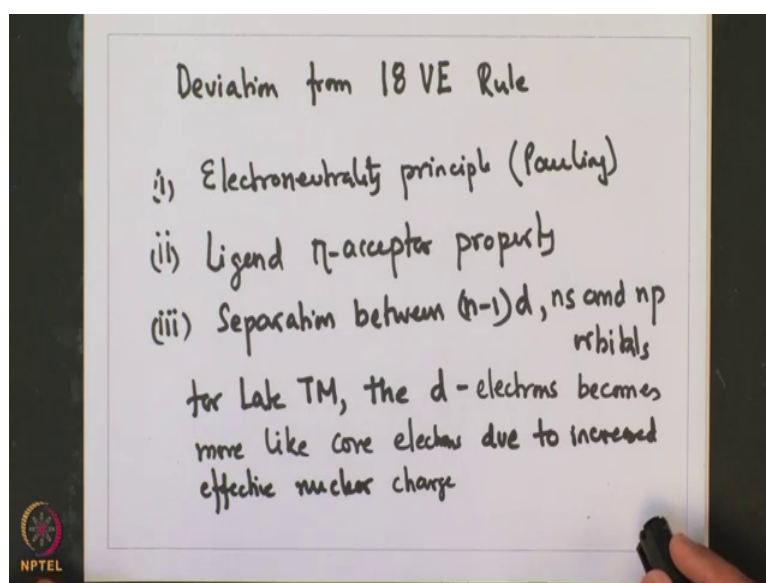 Deviation from 18 VE Rule
(i) Electroneutrality principle (Pauling)
(ii) Ligand π-acceptor property
(iii) Separation between (n-1)d, ns and np
orbitals
for Late TM, the d-electrons becomes
more like core electrons due to increased
effective nuclear charge
NPTEL